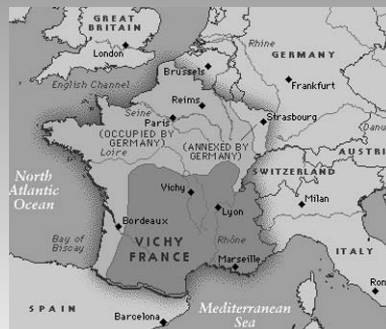 GREAT
BRITAIN
London
Rhine
GERMANY
Brussels
Frankfurt
English Channel
Reims
Seine
Paris
Strasbourg
(OCCUPIED BY
GERMANY)
(ANNEXED BY
GERMANY)
Danu
Loire
AUSTRI
SWITZERLAND
North
Atlantic
Ocean
Vichy
Lyon
Milan
Bordeaux
Bay of
Biscay
VICHY
FRANCE
Rhône
ITALY
Marseille
SPAIN
Ron
Barcelona
Mediterranean
Sea